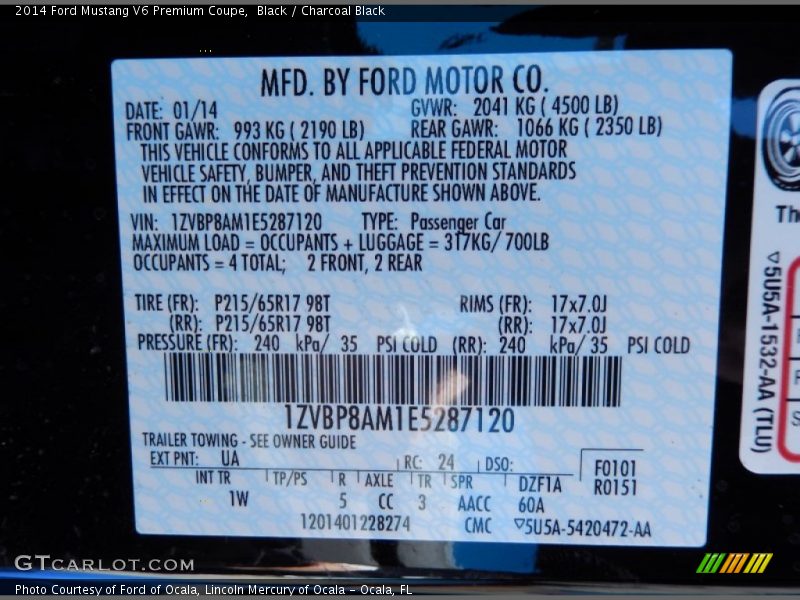 2014 Ford Mustang V6 Premium Coupe,  Black / Charcoal Black
MFD. BY FORD MOTOR CO.
DATE: 01/14 GVWR: 2041 KG ( 4500 LB)
FRONT GAWR: 993 KG ( 2190 LB) REAR GAWR: 1066 KG ( 2350 LB)
THIS VEHICLE CONFORMS TO ALL APPLICABLE FEDERAL MOTOR
VEHICLE SAFETY, BUMPER, AND THEFT PREVENTION STANDARDS
IN EFFECT ON THE DATE OF MANUFACTURE SHOWN ABOVE.
VIN: 1ZVBP8AM1E5287120 TYPE: Passenger Car
MAXIMUM LOAD = OCCUPANTS + LUGGAGE = 317KG/ 700LB
OCCUPANTS = 4 TOTAL; 2 FRONT, 2 REAR
TIRE (FR): P215/65R17 98T RIMS (FR): 17x7.0J
(RR): P215/65R17 98T (RR): 17x7.0J
PRESSURE (FR): 240 kPa/ 35 PSI COLD (RR): 240 kPa/ 35 PSI COLD
1ZVBP8AM1E5287120
TRAILER TOWING - SEE OWNER GUIDE
EXT PNT: UA RC: 24 DSO: F0101
INT TR TP/PS R AXLE TR SPR DZF1A R0151
1W 5 CC 3 AACC 60A
1201401228274 CMC ▽5U5A-5420472-AA
▽5U5A-1532-AA (TLU)
GTCARLOT.COM
Photo Courtesy of Ford of Ocala, Lincoln Mercury of Ocala – Ocala, FL